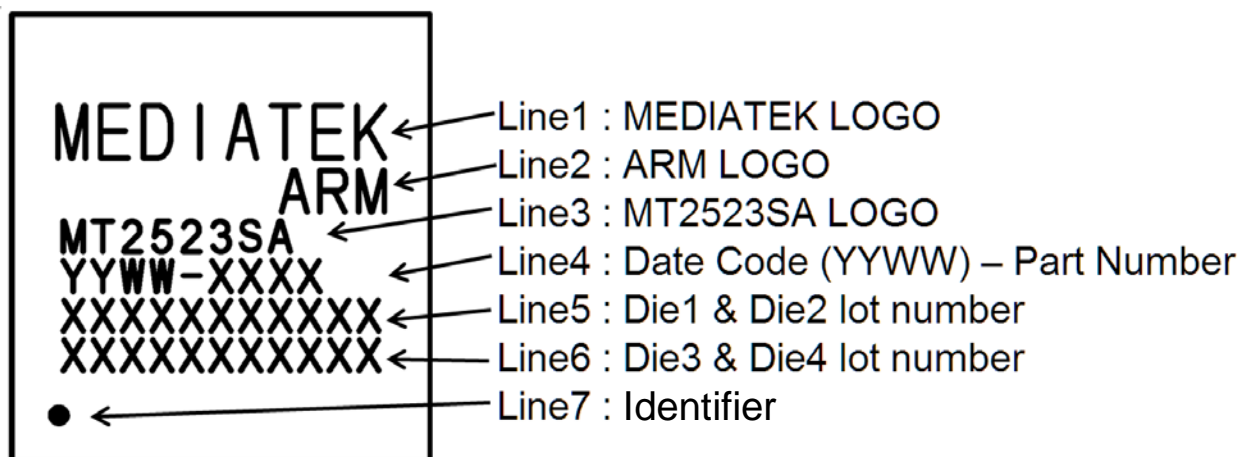 MEDIATEK
ARM
MT2523SA
YYWW-XXXX
XXXXXXXXXXX
XXXXXXXXXXX
Line1 : MEDIATEK LOGO
Line2 : ARM LOGO
Line3 : MT2523SA LOGO
Line4 : Date Code (YYWW) – Part Number
Line5 : Die1 & Die2 lot number
Line6 : Die3 & Die4 lot number
Line7 : Identifier